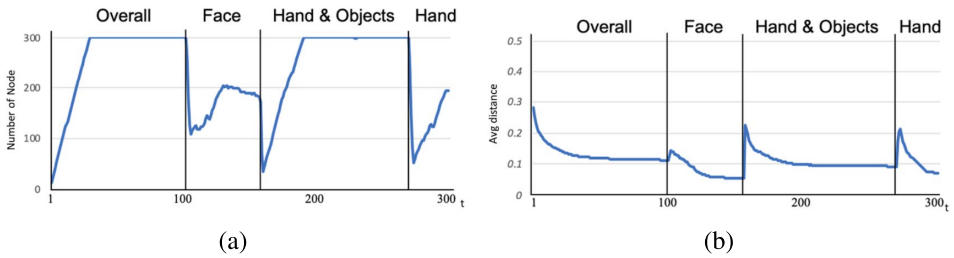 Overall Face Hand & Objects Hand
Number of Node
300
200
100
0
1 100 200 300 t
(a)
Overall Face Hand & Objects Hand
Avg distance
0.5
0.4
0.3
0.2
0.1
0
1 100 200 300 t
(b)